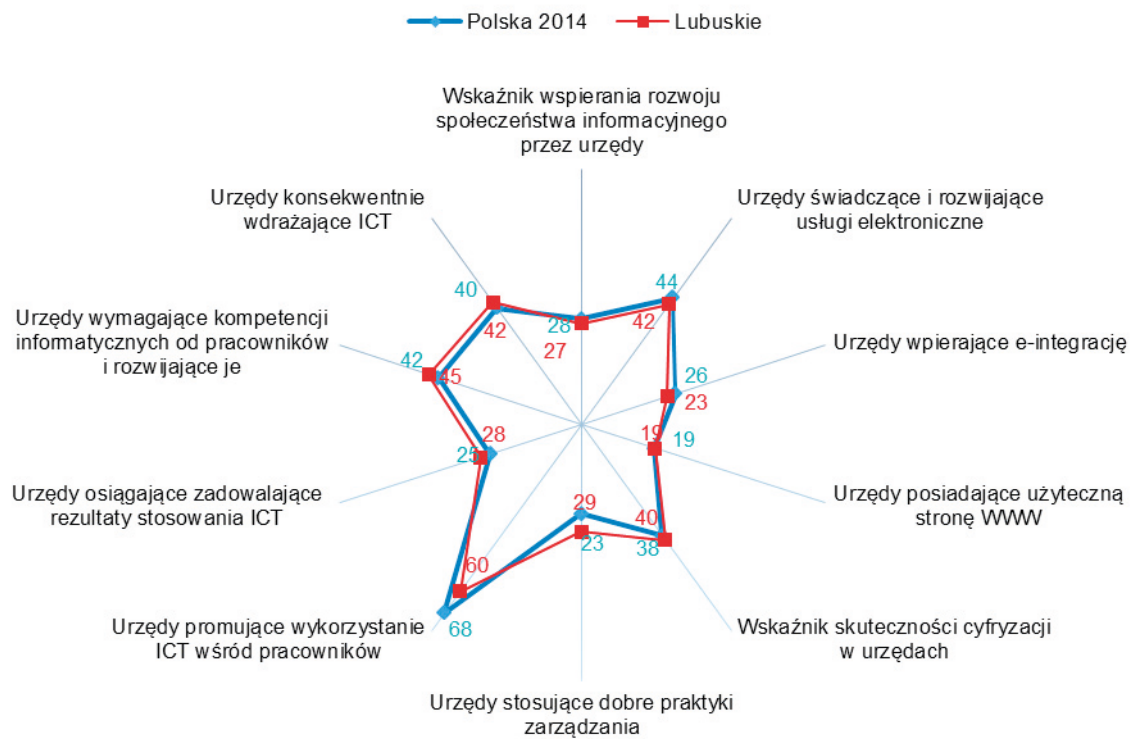 Polska 2014 Lubuskie
Wskaźnik wspierania rozwoju
społeczeństwa informacyjnego
przez urzędy
Urzędy świadczące i rozwijające
usługi elektroniczne
Urzędy wpierające e-integrację
Urzędy posiadające użyteczną
stronę WWW
Wskaźnik skuteczności cyfryzacji
w urzędach
Urzędy stosujące dobre praktyki
zarządzania
Urzędy promujące wykorzystanie
ICT wśród pracowników
Urzędy osiągające zadowalające
rezultaty stosowania ICT
Urzędy wymagające kompetencji
informatycznych od pracowników
i rozwijające je
Urzędy konsekwentnie
wdrażające ICT
28
27
44
42
26
23
19
19
40
38
29
23
60
68
28
25
42
45
40
42